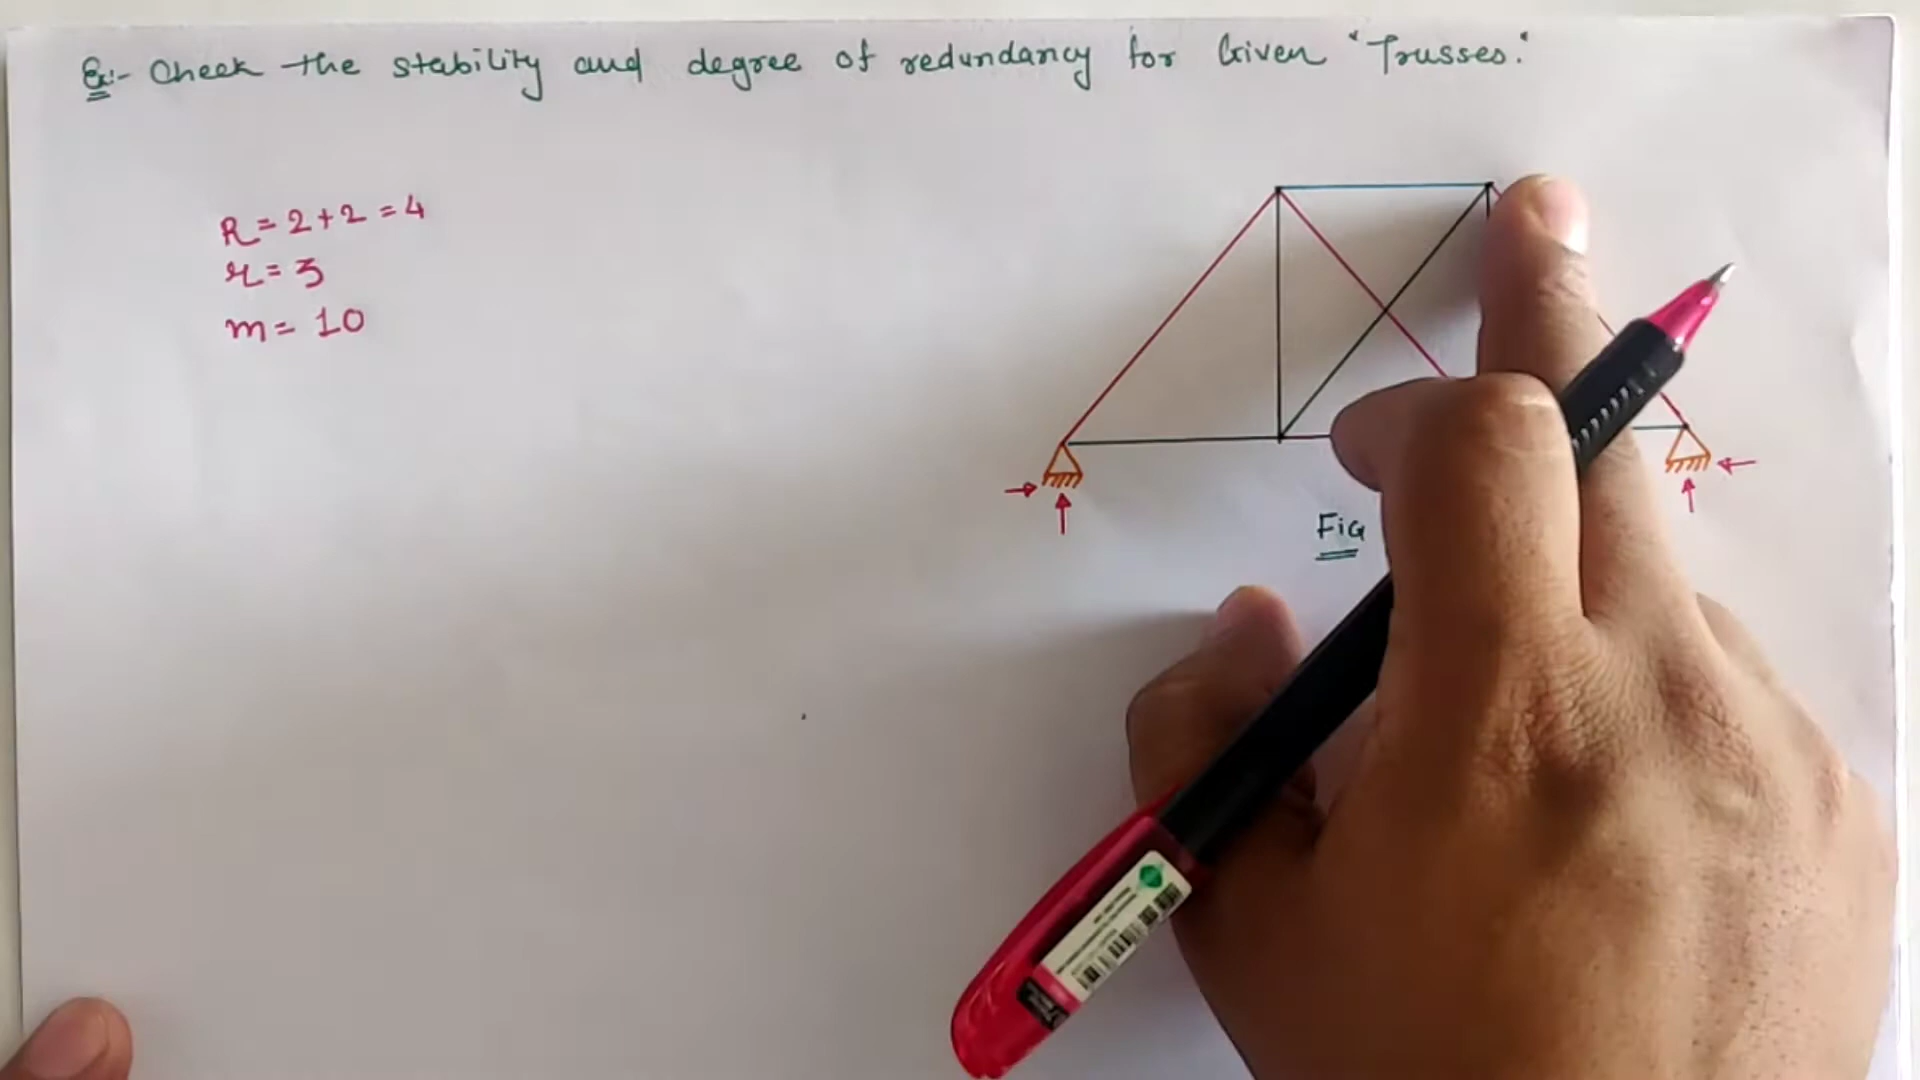 Ex:- Check the stability and degree of redundancy for Given "Trusses."
R = 2 + 2 = 4
r = 3
m = 10
Fig